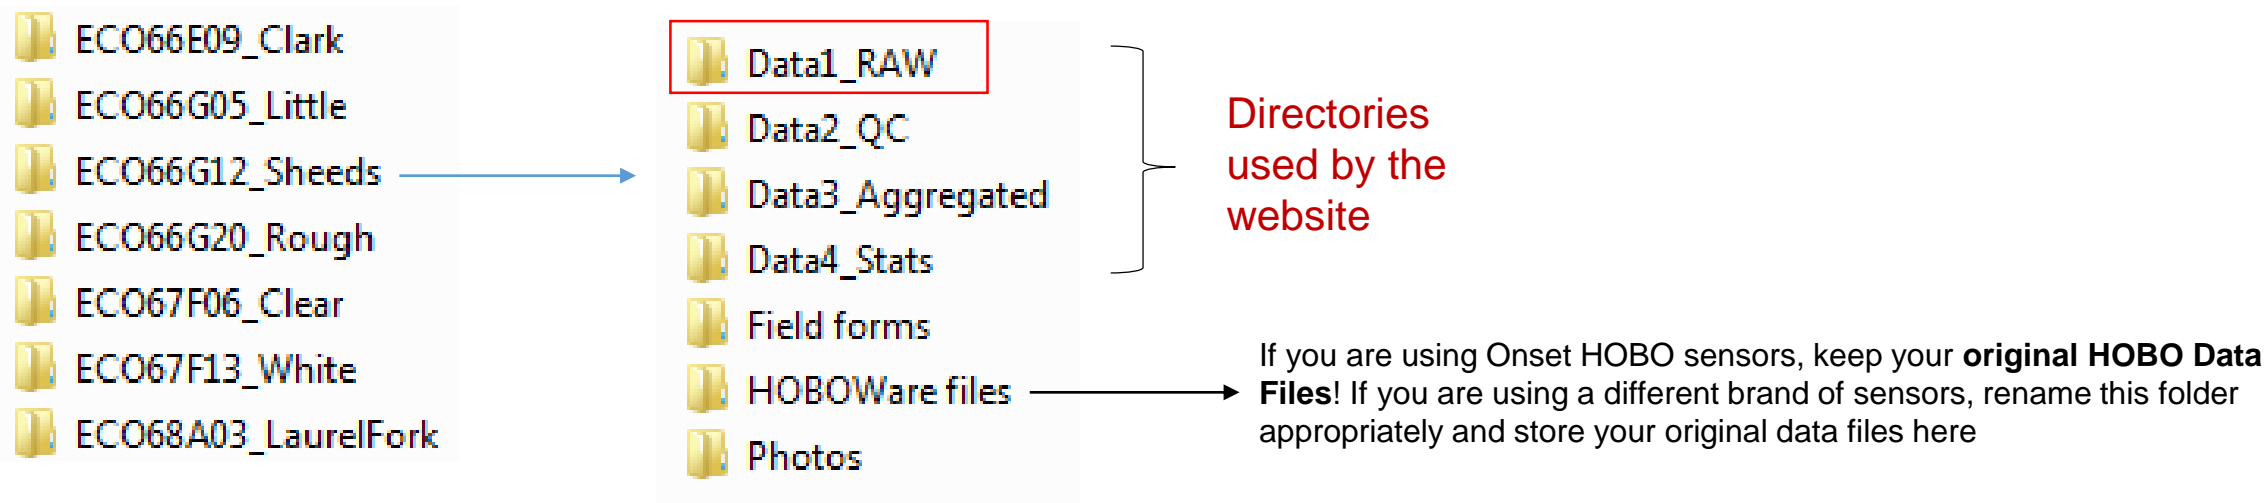 ECO66E09_Clark
ECO66G05_Little
ECO66G12_Sheeds
ECO66G20_Rough
ECO67F06_Clear
ECO67F13_White
ECO68A03_LaurelFork
Data1_RAW
Data2_QC
Data3_Aggregated
Data4_Stats
Field forms
HOBOWare files
Photos
Directories
used by the
website
If you are using Onset HOBO sensors, keep your original HOBO Data
Files! If you are using a different brand of sensors, rename this folder
appropriately and store your original data files here